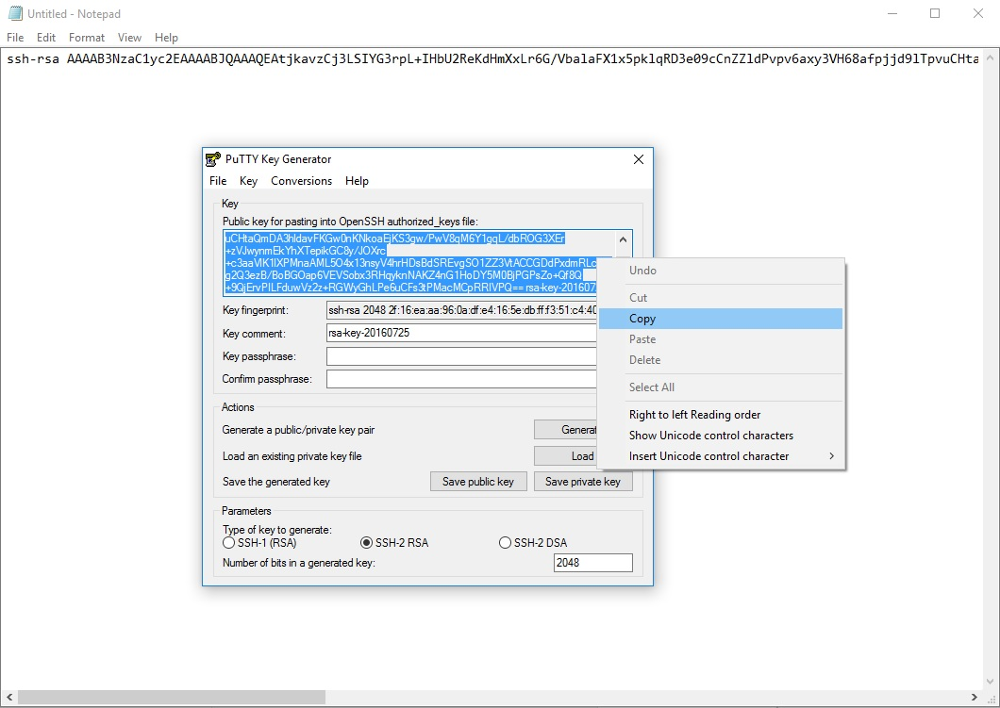 Untitled - Notepad
File Edit Format View Help
ssh-rsa AAAAB3NzaC1yc2EAAAABJQAAAQEAtjkavzCj3LSIYG3rpL+IHbU2ReKdHmXxLr6G/VbalaFX1x5pklqRD3e09cCnZZldPvpv6axy3VH68afpjjd9lTpvuCHta
PuTTY Key Generator
File Key Conversions Help
Key
Public key for pasting into OpenSSH authorized_keys file:
uCHtaQmDA3hldavFKGw0nKNkoaEjKS3gw/PwV8gM6Y1gqL/dbROG3XEr
+zVJwynmEkYhXTepikGC8y/JOXrc
+c3aaVlK1lXPMnaAML5O4x13nsyV4hrHDsBdSREvgSO1ZZ3VtACCGDdPxdmRLc
g2Q3ezB/BoBGOap6VEVSobx3RHqyknNAKZ4nG1HoDY5M0BjPGPsZo+Qf8Q
+9QjErvPILFduwVz2z+RGWyGhLPe6uCFs3tPMacMCpRRIVPQ== rsa-key-201607
Key fingerprint: ssh-rsa 2048 2f:16:ea:aa:96:0a:df:e4:16:5e:db:ff:f3:51:c4:40
Key comment: rsa-key-20160725
Key passphrase:
Confirm passphrase:
Actions
Generate a public/private key pair Generat
Load an existing private key file Load
Save the generated key Save public key Save private key
Parameters
Type of key to generate:
SSH-1 (RSA) SSH-2 RSA SSH-2 DSA
Number of bits in a generated key: 2048
Undo
Cut
Copy
Paste
Delete
Select All
Right to left Reading order
Show Unicode control characters
Insert Unicode control character